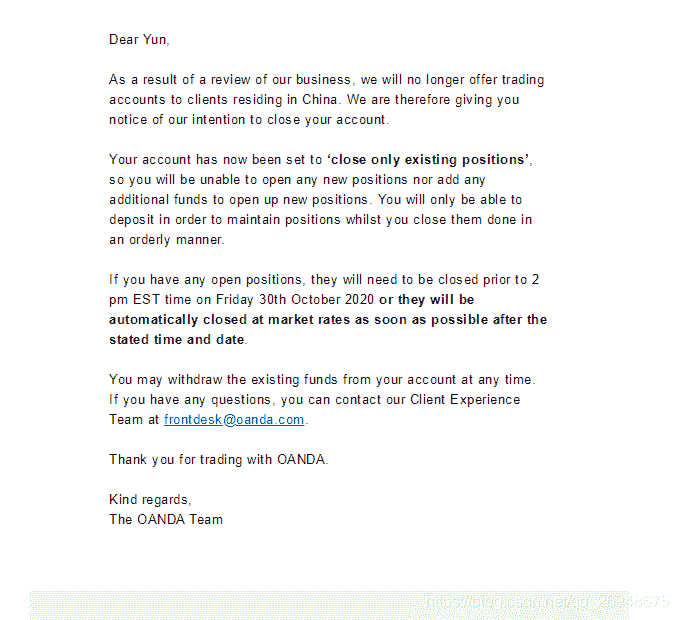 Dear Yun,
As a result of a review of our business, we will no longer offer trading
accounts to clients residing in China. We are therefore giving you
notice of our intention to close your account.
Your account has now been set to ‘close only existing positions’,
so you will be unable to open any new positions nor add any
additional funds to open up new positions. You will only be able to
deposit in order to maintain positions whilst you close them done in
an orderly manner.
If you have any open positions, they will need to be closed prior to 2
pm EST time on Friday 30th October 2020 or they will be
automatically closed at market rates as soon as possible after the
stated time and date.
You may withdraw the existing funds from your account at any time.
If you have any questions, you can contact our Client Experience
Team at frontdesk@oanda.com.
Thank you for trading with OANDA.
Kind regards,
The OANDA Team